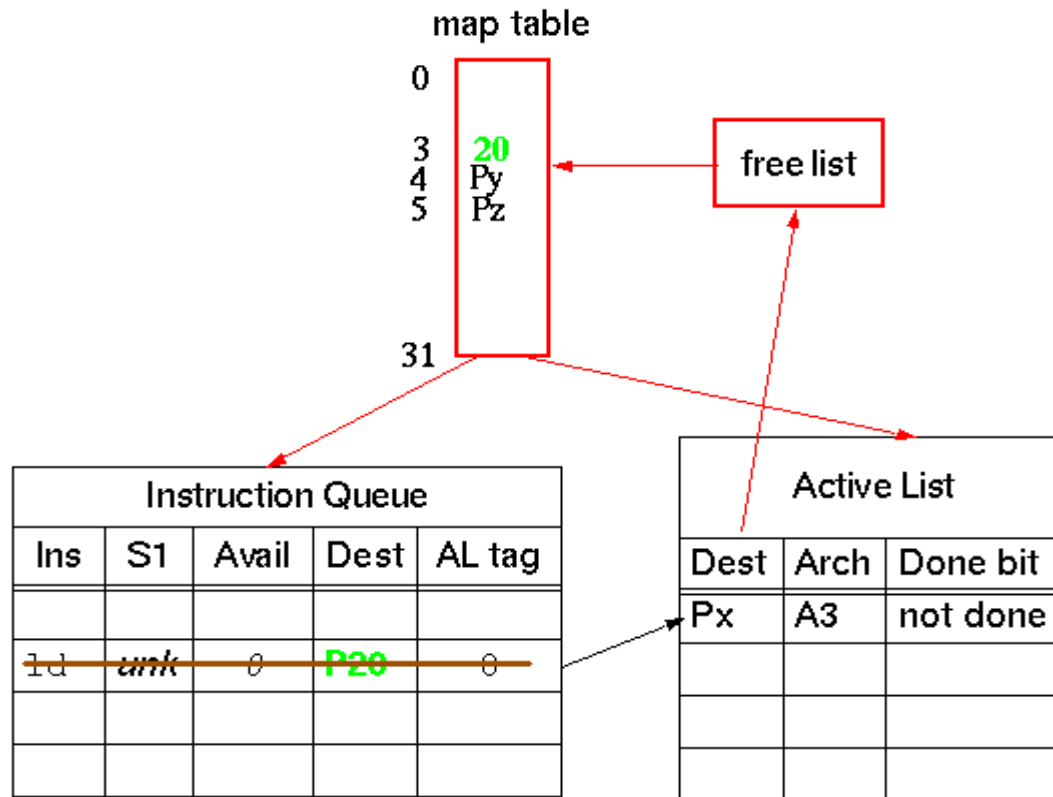 map table
0
3 20
4 Py
5 Pz
31
free list
Instruction Queue
Ins S1 Avail Dest AL tag
ld unk 0 P20 0
Active List
Dest Arch Done bit
Px A3 not done